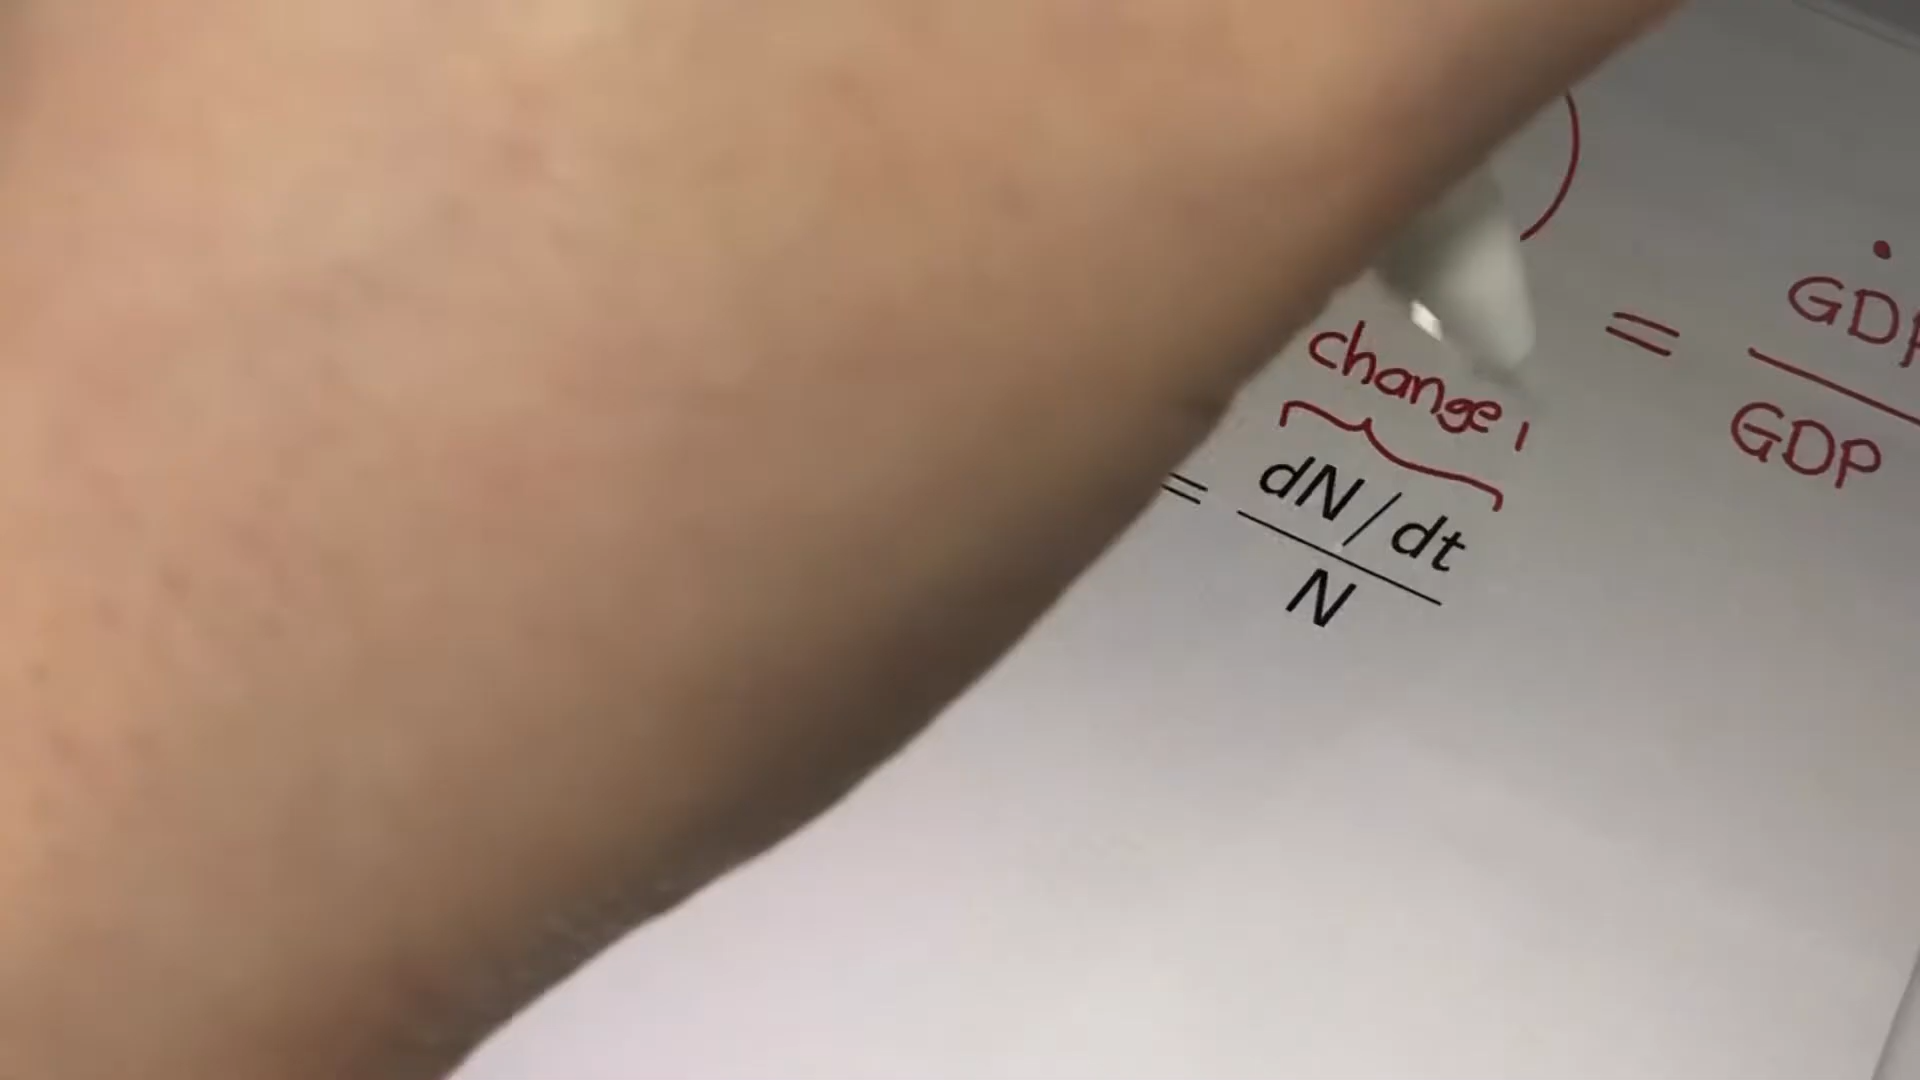 change
= GDP
GDP
= dN/dt
N